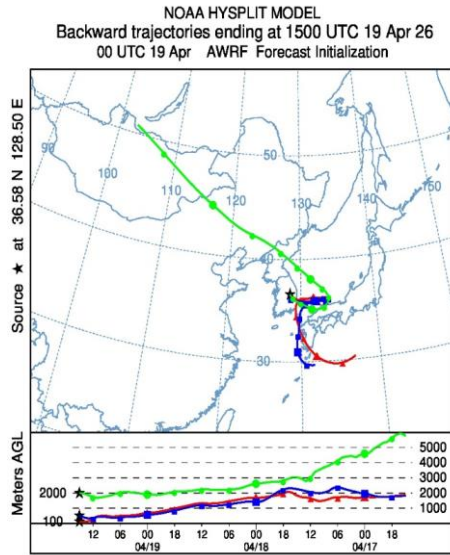 NOAA HYSPLIT MODEL
Backward trajectories ending at 1500 UTC 19 Apr 26
00 UTC 19 Apr AWRF Forecast Initialization
Source ★ at 36.58 N 128.50 E
90
100
110
120
130
140
150
50
40
30
Meters AGL
5000
4000
3000
2000
2000
1000
100
12 06 00 18 12 06 00 18 12 06 00 18
04/19 04/18 04/17